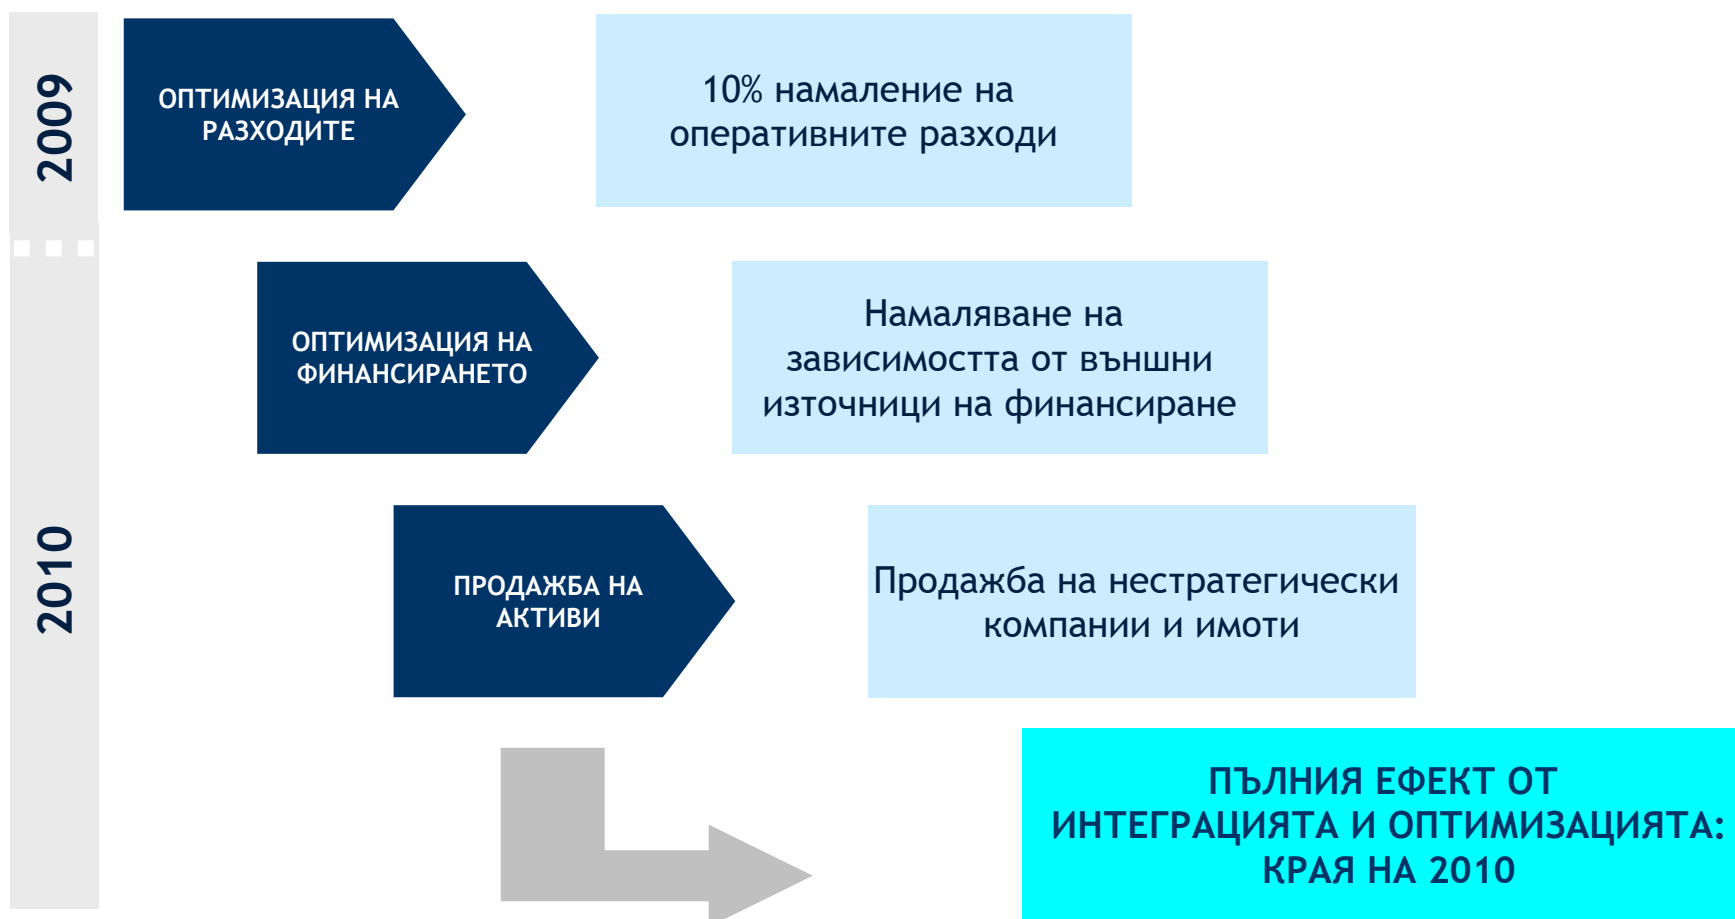 2009
ОПТИМИЗАЦИЯ НА
РАЗХОДИТЕ
10% намаление на
оперативните разходи
ОПТИМИЗАЦИЯ НА
ФИНАНСИРАНЕТО
Намаляване на
зависимостта от външни
източници на финансиране
2010
ПРОДАЖБА НА
АКТИВИ
Продажба на нестратегически
компании и имоти
ПЪЛНИЯ ЕФЕКТ ОТ
ИНТЕГРАЦИЯТА И ОПТИМИЗАЦИЯТА:
КРАЯ НА 2010